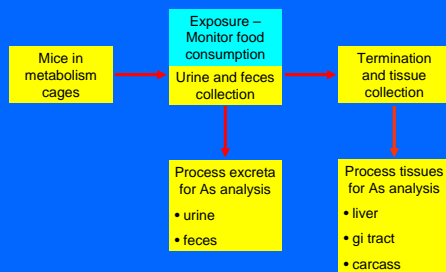 Exposure –
Monitor food
consumption
Mice in
metabolism
cages
Urine and feces
collection
Termination
and tissue
collection
Process excreta
for As analysis
• urine
• feces
Process tissues
for As analysis
• liver
• gi tract
• carcass